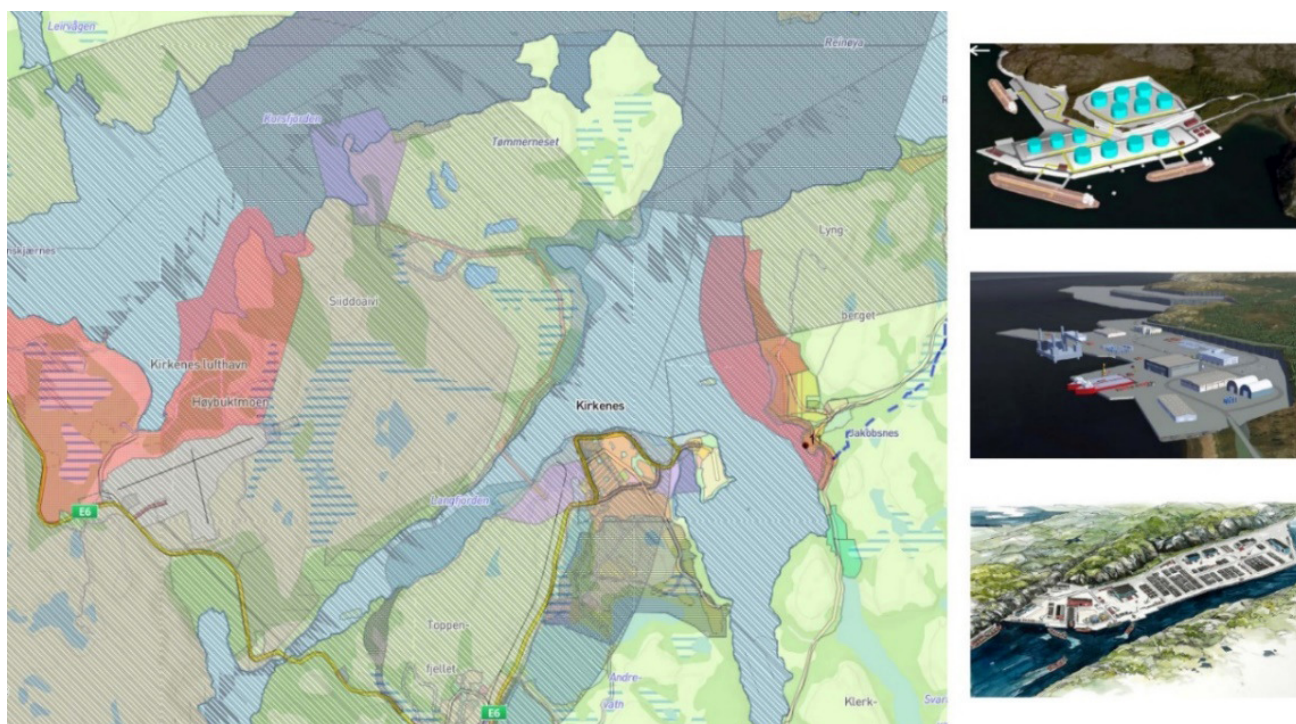 Leirvågen
Reinøya
Korsfjorden
Tømmerneset
Lyng-
skjærnes
Siiddoaivi
berget
Kirkenes lufthavn
Høybuktmoen
Kirkenes
Jakobsnes
Langfjorden
E6
Toppen-
fjellet
Andre-
vatn
Klerk-
Svan
E6